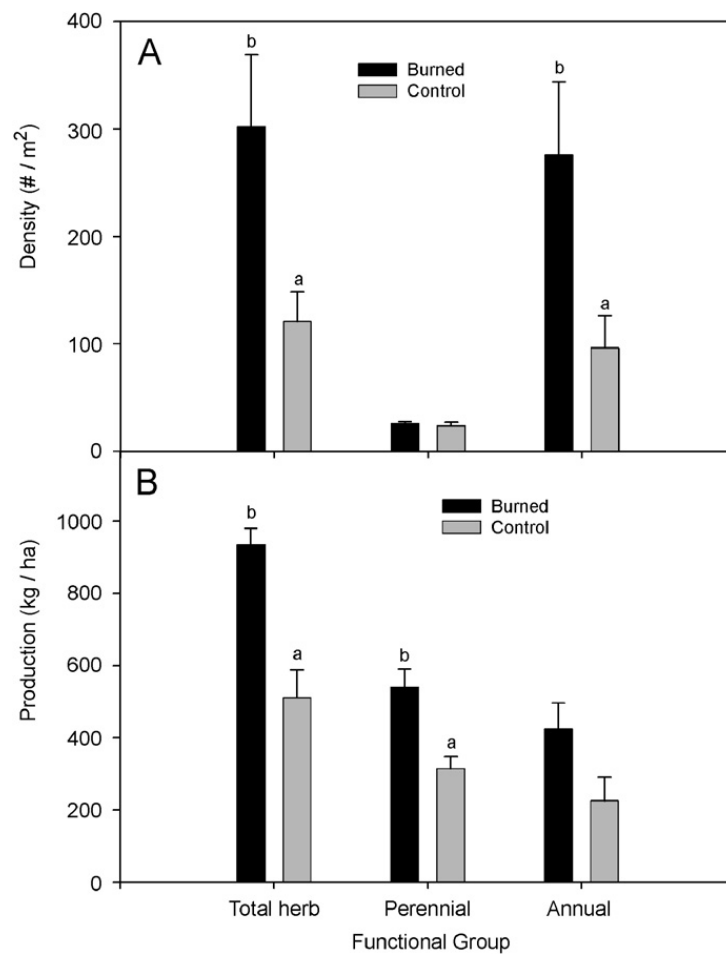 A
Burned
Control
Density (# / m²)
400
300
200
100
0
b
a
b
a
B
Burned
Control
Production (kg / ha)
1000
800
600
400
200
0
b
a
b
a
Total herb Perennial Annual
Functional Group